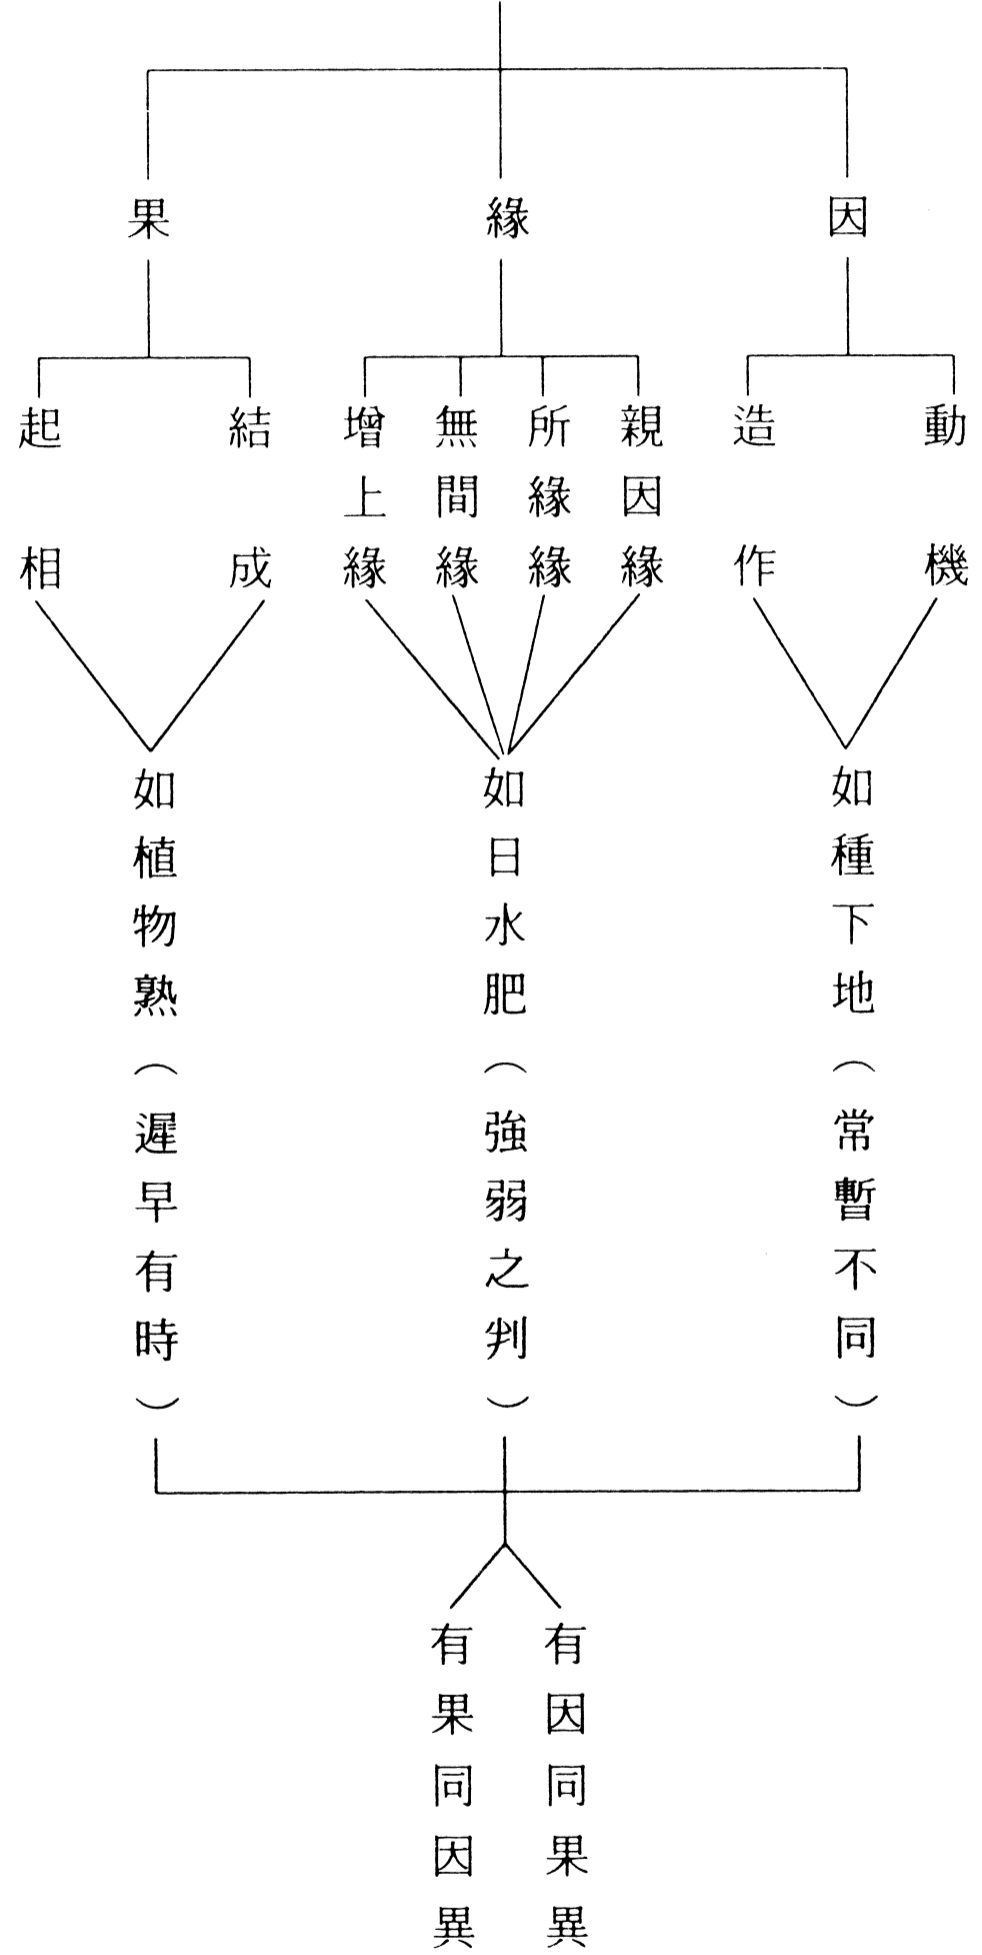 因
緣
果
動機
造作
親因緣
所緣緣
無間緣
增上緣
結成
起相
如種下地（常暫不同）
如日水肥（強弱之判）
如植物熟（遲早有時）
有因同果異
有果同因異